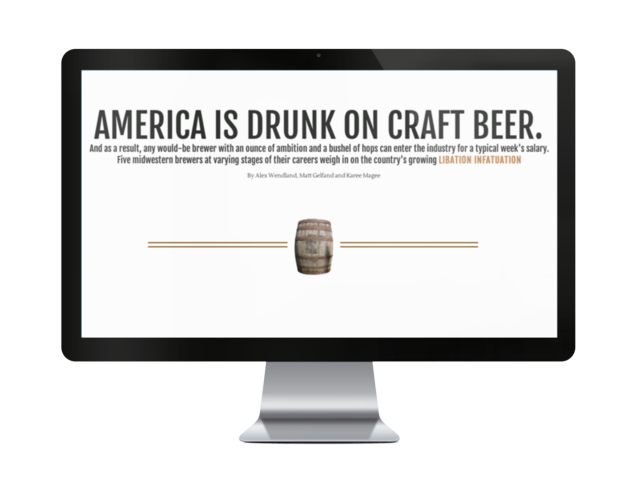 AMERICA IS DRUNK ON CRAFT BEER.
And as a result, any would-be brewer with an ounce of ambition and a bushel of hops can enter the industry for a typical week's salary.
Five midwestern brewers at varying stages of their careers weigh in on the country's growing LIBATION INFATUATION
By Alex Wendland, Matt Gelfand and Karee Magee